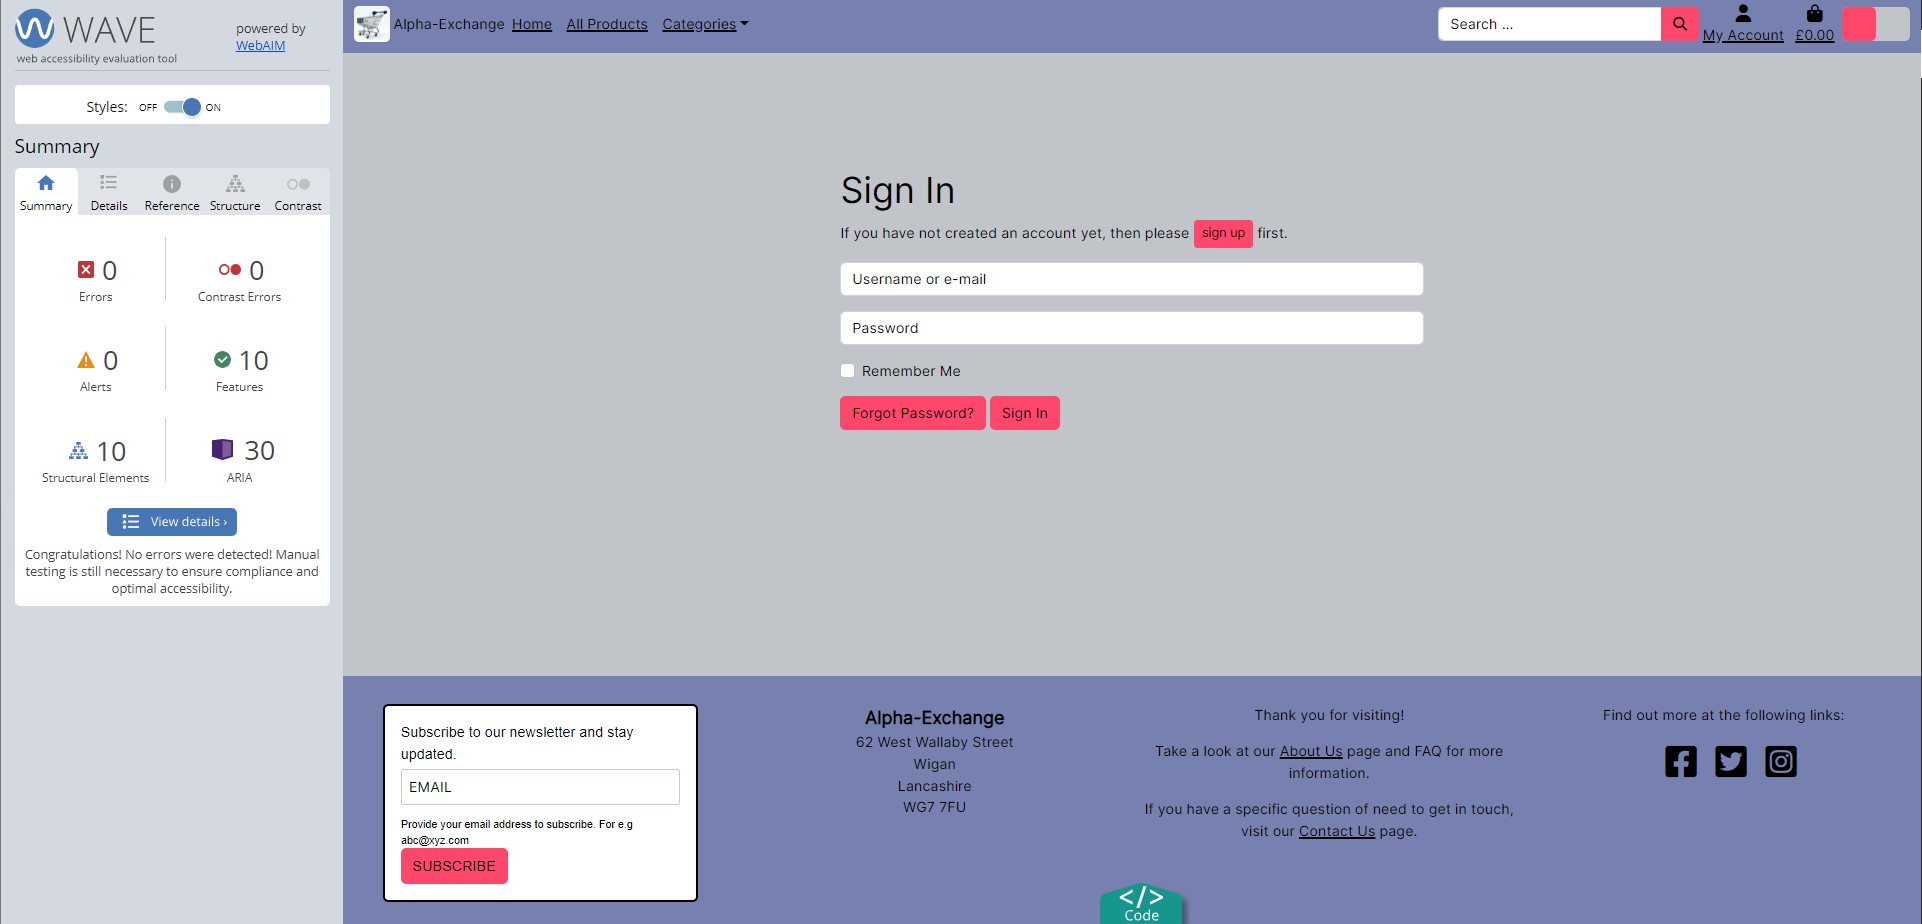 WAVE
powered by
WebAIM
web accessibility evaluation tool
Styles: OFF ON
Summary
Summary Details Reference Structure Contrast
0
Errors
0
Contrast Errors
0
Alerts
10
Features
10
Structural Elements
30
ARIA
View details ›
Congratulations! No errors were detected! Manual
testing is still necessary to ensure compliance and
optimal accessibility.
Alpha-Exchange Home All Products Categories
Search ...
My Account
£0.00
Sign In
If you have not created an account yet, then please sign up first.
Username or e-mail
Password
Remember Me
Forgot Password? Sign In
Subscribe to our newsletter and stay
updated.
EMAIL
Provide your email address to subscribe. For e.g
abc@xyz.com
SUBSCRIBE
Alpha-Exchange
62 West Wallaby Street
Wigan
Lancashire
WG7 7FU
Thank you for visiting!
Take a look at our About Us page and FAQ for more
information.
If you have a specific question of need to get in touch,
visit our Contact Us page.
Find out more at the following links:
</>
Code